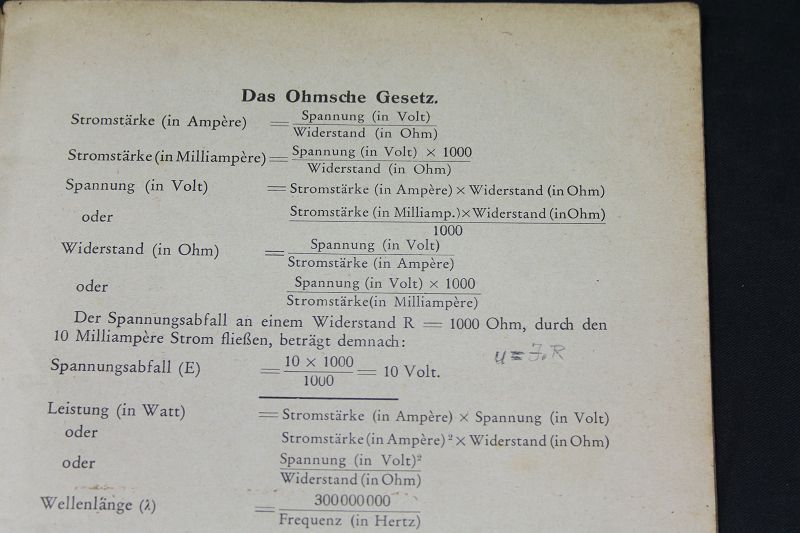 Das Ohmsche Gesetz.
Stromstärke (in Ampère) = Spannung (in Volt)
Widerstand (in Ohm)
Stromstärke (in Milliampère) = Spannung (in Volt) × 1000
Widerstand (in Ohm)
Spannung (in Volt) = Stromstärke (in Ampère) × Widerstand (in Ohm)
oder Stromstärke (in Milliamp.) × Widerstand (in Ohm)
1000
Widerstand (in Ohm) = Spannung (in Volt)
Stromstärke (in Ampère)
oder Spannung (in Volt) × 1000
Stromstärke (in Milliampère)
Der Spannungsabfall an einem Widerstand R = 1000 Ohm, durch den
10 Milliampère Strom fließen, beträgt demnach:
u = J. R
Spannungsabfall (E) = 10 × 1000 = 10 Volt.
1000
Leistung (in Watt) = Stromstärke (in Ampère) × Spannung (in Volt)
oder Stromstärke (in Ampère)² × Widerstand (in Ohm)
oder Spannung (in Volt)²
Widerstand (in Ohm)
Wellenlänge (λ) = 300000000
Frequenz (in Hertz)